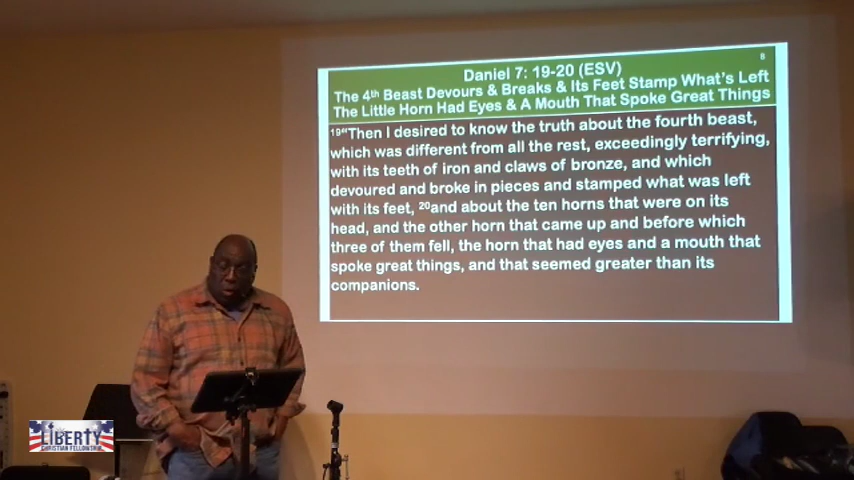 8
Daniel 7: 19-20 (ESV)
The 4th Beast Devours & Breaks & Its Feet Stamp What's Left
The Little Horn Had Eyes & A Mouth That Spoke Great Things
19"Then I desired to know the truth about the fourth beast,
which was different from all the rest, exceedingly terrifying,
with its teeth of iron and claws of bronze, and which
devoured and broke in pieces and stamped what was left
with its feet, 20and about the ten horns that were on its
head, and the other horn that came up and before which
three of them fell, the horn that had eyes and a mouth that
spoke great things, and that seemed greater than its
companions.
LIBERTY
CHRISTIAN FELLOWSHIP